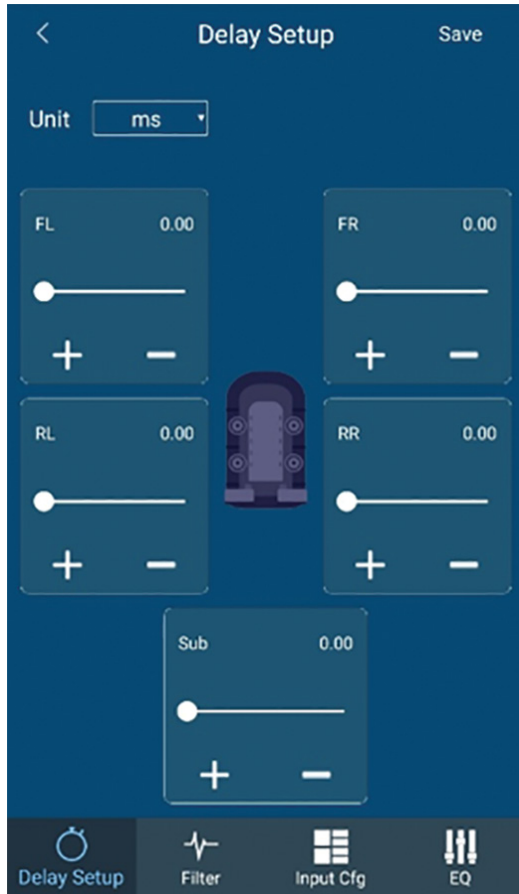 Delay Setup Save
Unit ms
FL 0.00
FR 0.00
RL 0.00
RR 0.00
Sub 0.00
Delay Setup Filter Input Cfg EQ